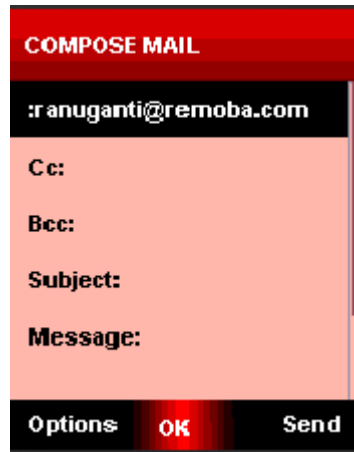 COMPOSE MAIL
:ranuganti@remoba.com
Cc:
Bcc:
Subject:
Message:
Options OK Send